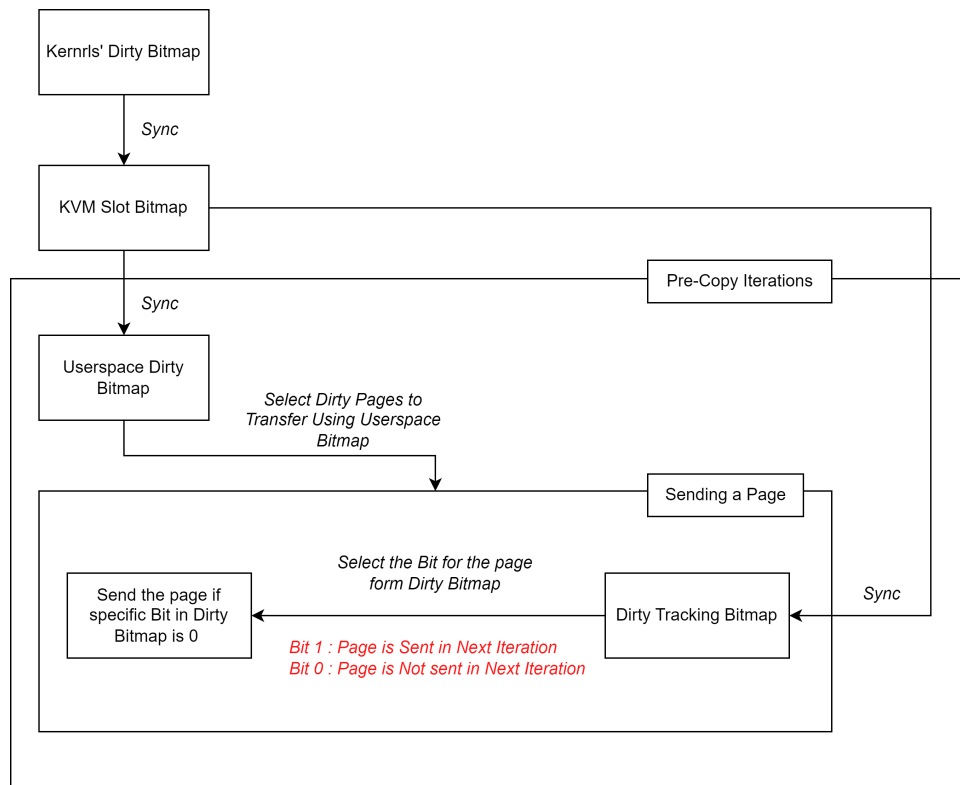 Kernrls' Dirty Bitmap
Sync
KVM Slot Bitmap
Pre-Copy Iterations
Sync
Userspace Dirty
Bitmap
Select Dirty Pages to
Transfer Using Userspace
Bitmap
Sending a Page
Select the Bit for the page
form Dirty Bitmap
Send the page if
specific Bit in Dirty
Bitmap is 0
Dirty Tracking Bitmap
Sync
Bit 1 : Page is Sent in Next Iteration
Bit 0 : Page is Not sent in Next Iteration